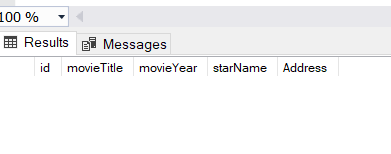 100 %
Results Messages
id movieTitle movieYear starName Address